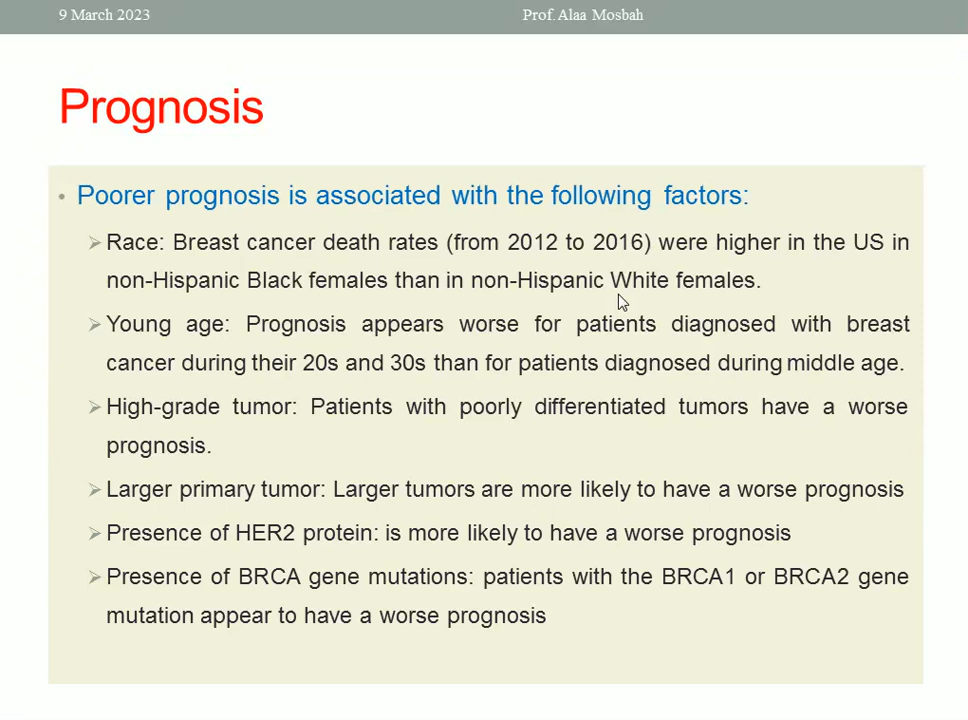 9 March 2023
Prof. Alaa Mosbah
Prognosis
• Poorer prognosis is associated with the following factors:
➢ Race: Breast cancer death rates (from 2012 to 2016) were higher in the US in
non-Hispanic Black females than in non-Hispanic White females.
➢ Young age: Prognosis appears worse for patients diagnosed with breast
cancer during their 20s and 30s than for patients diagnosed during middle age.
➢ High-grade tumor: Patients with poorly differentiated tumors have a worse
prognosis.
➢ Larger primary tumor: Larger tumors are more likely to have a worse prognosis
➢ Presence of HER2 protein: is more likely to have a worse prognosis
➢ Presence of BRCA gene mutations: patients with the BRCA1 or BRCA2 gene
mutation appear to have a worse prognosis